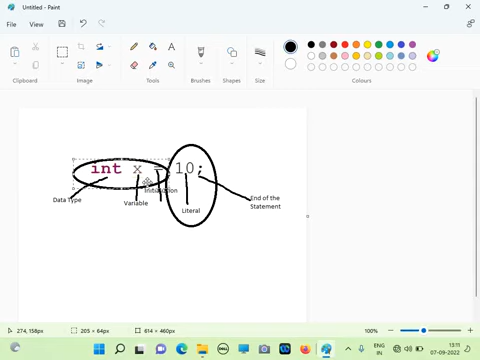 Untitled - Paint
File View
Clipboard Image Tools Brushes Shapes Size Colours
int x = 10;
Data Type
Variable
Literal
End of the
Statement
274, 158px 205 × 64px 614 × 460px 100%
ENG
IN
13:11
07-09-2022